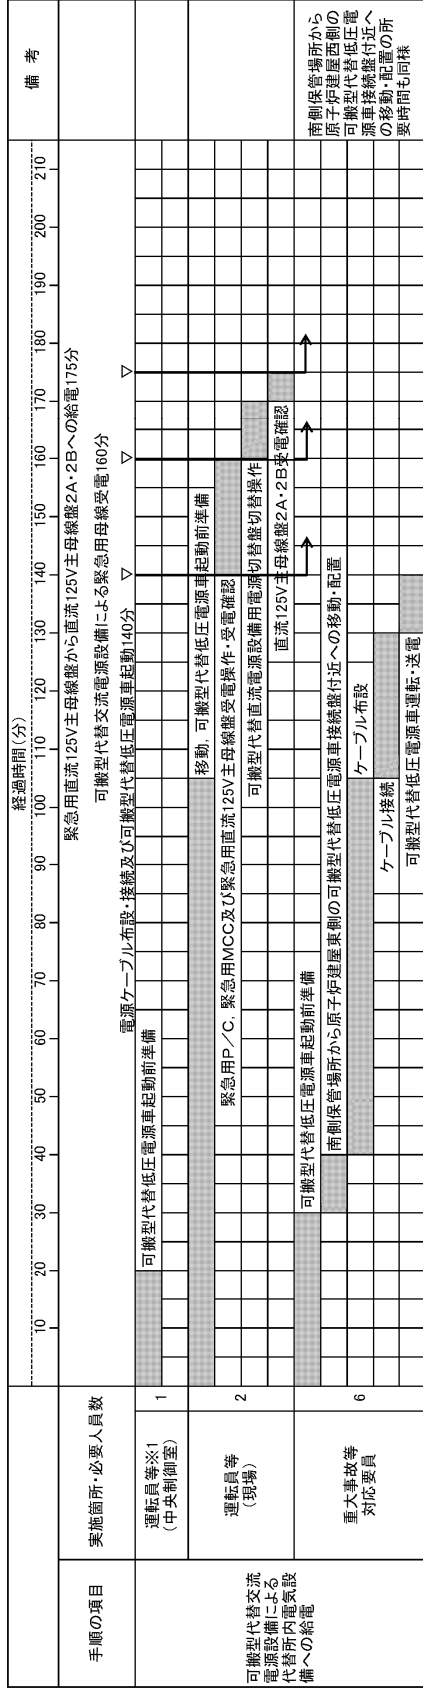 経過時間(分)
備考
10 20 30 40 50 60 70 80 90 100 110 120 130 140 150 160 170 180 190 200 210
手順の項目
実施箇所・必要人員数
緊急用直流125V主母線盤から直流125V主母線盤2A・2Bへの給電175分
可搬型代替交流電源設備による緊急用母線受電160分
電源ケーブル布設・接続及び可搬型代替低圧電源車起動140分
▽ ▽ ▽
可搬型代替交流
電源設備による
代替所内電気設
備への給電
運転員等※1
(中央制御室)
1
可搬型代替低圧電源車起動前準備
運転員等
(現場)
2
移動，可搬型代替低圧電源車起動前準備
緊急用P/C，緊急用MCC及び緊急用直流125V主母線盤受電操作・受電確認
可搬型代替直流電源設備用電源切替盤切替操作
直流125V主母線盤2A・2B受電確認
重大事故等
対応要員
6
可搬型代替低圧電源車起動前準備
南側保管場所から原子炉建屋東側の可搬型代替低圧電源車接続盤付近への移動・配置
ケーブル布設
ケーブル接続
可搬型代替低圧電源車運転・送電
南側保管場所から
原子炉建屋西側の
可搬型代替低圧電
源車接続盤付近へ
の移動・配置の所
要時間も同様